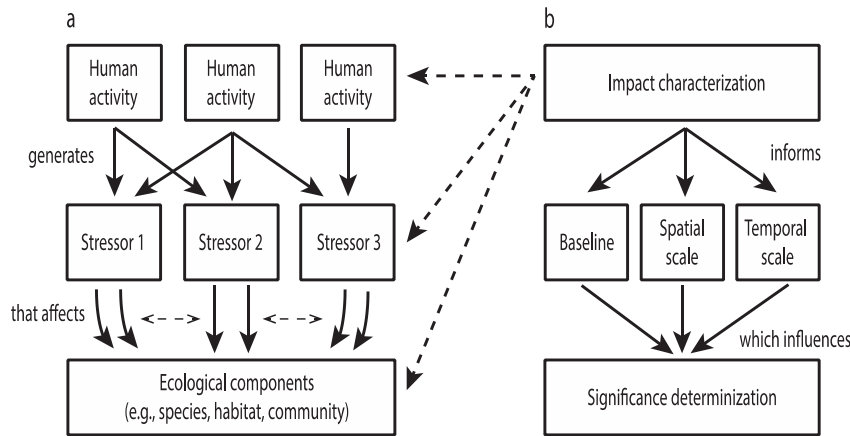 a
Human
activity
Human
activity
Human
activity
generates
Stressor 1
Stressor 2
Stressor 3
that affects
Ecological components
(e.g., species, habitat, community)
b
Impact characterization
informs
Baseline
Spatial
scale
Temporal
scale
which influences
Significance determinization